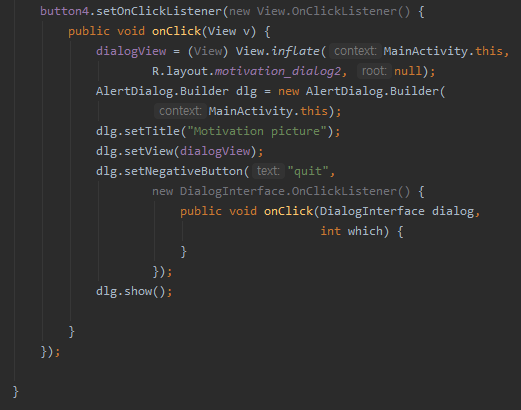 button4.setOnClickListener(new View.OnClickListener() {
public void onClick(View v) {
dialogView = (View) View.inflate( context: MainActivity.this,
R.layout.motivation_dialog2, root: null);
AlertDialog.Builder dlg = new AlertDialog.Builder(
context: MainActivity.this);
dlg.setTitle("Motivation picture");
dlg.setView(dialogView);
dlg.setNegativeButton( text: "quit",
new DialogInterface.OnClickListener() {
public void onClick(DialogInterface dialog,
int which) {
}
});
dlg.show();
}
});
}